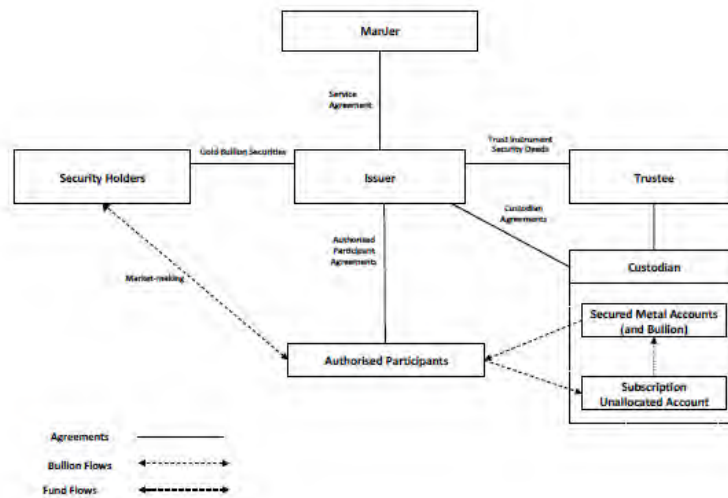 ManJer
Service
Agreement
Gold Bullion Securities
Trust Instrument
Security Deeds
Security Holders
Issuer
Trustee
Custodian
Agreements
Authorised
Participant
Agreements
Custodian
Market-making
Secured Metal Accounts
(and Bullion)
Authorised Participants
Subscription
Unallocated Account
Agreements
Bullion Flows
Fund Flows